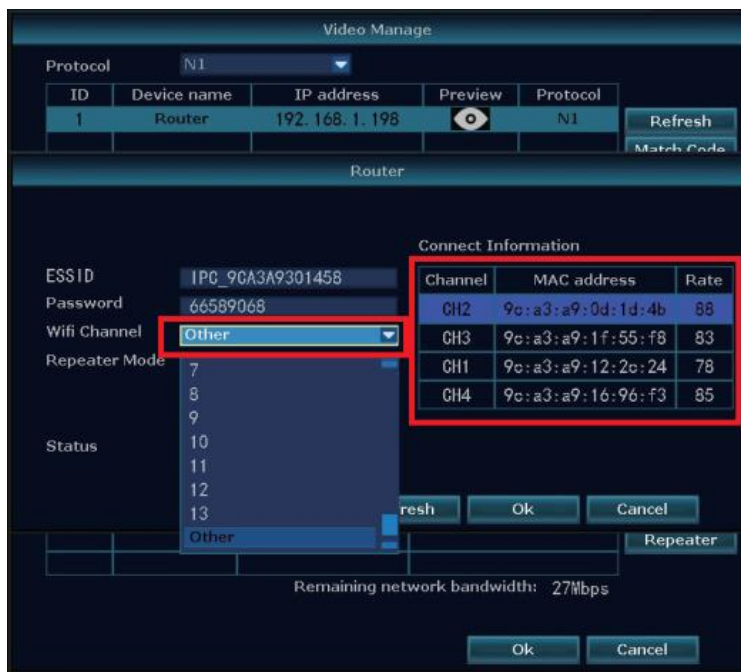 Video Manage
Protocol N1
ID Device name IP address Preview Protocol
1 Router 192.168.1.198 N1 Refresh
Match Code
Router
Connect Information
ESSID IPC_9CA3A9301458 Channel MAC address Rate
Password 66589068 CH2 9c:a3:a9:0d:1d:4b 88
Wifi Channel Other CH3 9c:a3:a9:1f:55:f8 83
Repeater Mode 7 CH1 9c:a3:a9:12:2c:24 78
8 CH4 9c:a3:a9:16:96:f3 85
9
Status 10
11
12
13 resh Ok Cancel
Other Repeater
Remaining network bandwidth: 27Mbps
Ok Cancel